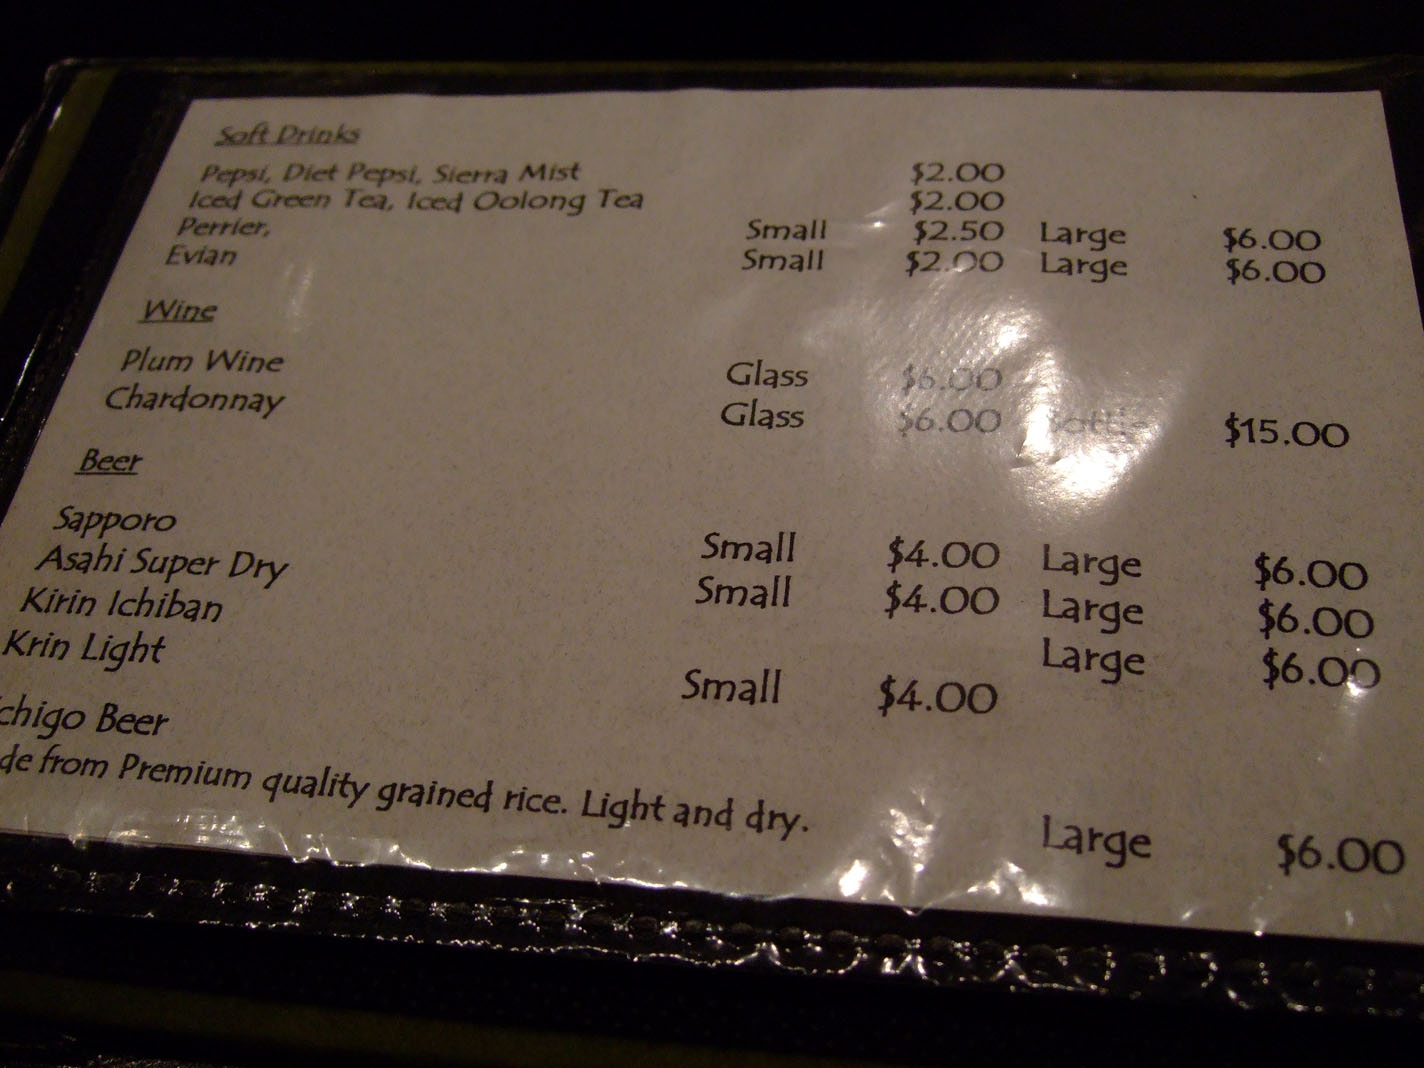 Soft Drinks
Pepsi, Diet Pepsi, Sierra Mist $2.00
Iced Green Tea, Iced Oolong Tea $2.00
Perrier, Small $2.50 Large $6.00
Evian Small $2.00 Large $6.00
Wine
Plum Wine Glass $6.00
Chardonnay Glass $6.00 Bottle $15.00
Beer
Sapporo Small $4.00 Large $6.00
Asahi Super Dry Small $4.00 Large $6.00
Kirin Ichiban Large $6.00
Krin Light Small $4.00
chigo Beer
de from Premium quality grained rice. Light and dry. Large $6.00